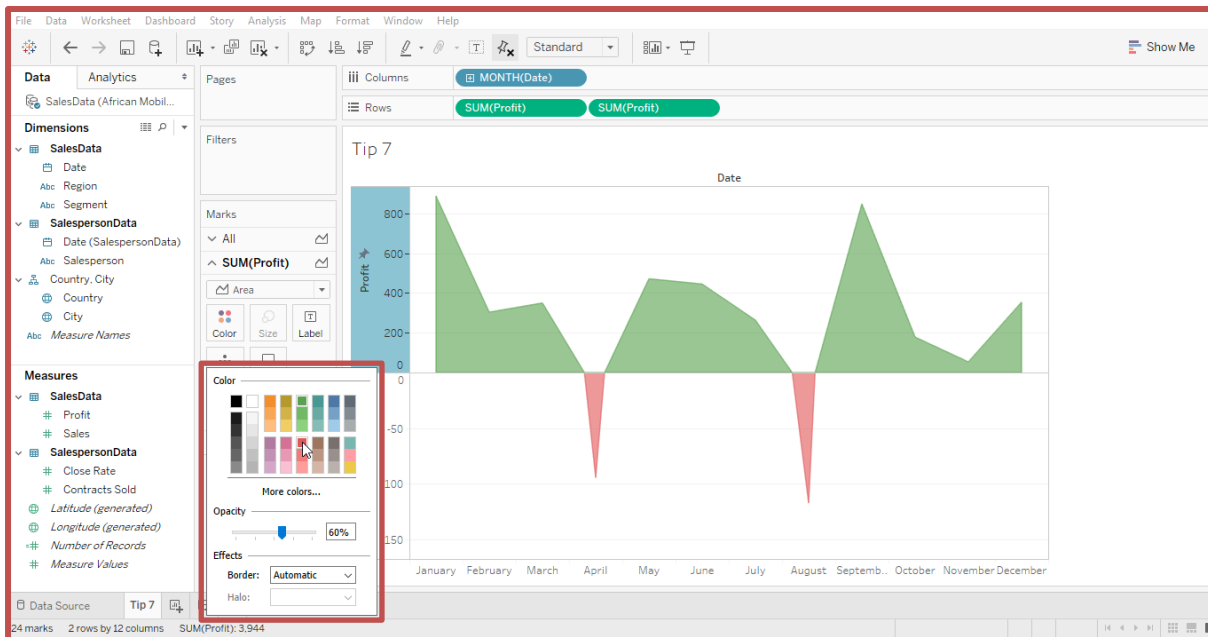 File Data Worksheet Dashboard Story Analysis Map Format Window Help
Standard
Show Me
Data Analytics
SalesData (African Mobil...
Dimensions
SalesData
Date
Abc Region
Abc Segment
SalespersonData
Date (SalespersonData)
Abc Salesperson
Country, City
Country
City
Abc Measure Names
Measures
SalesData
# Profit
# Sales
SalespersonData
# Close Rate
# Contracts Sold
Latitude (generated)
Longitude (generated)
=# Number of Records
# Measure Values
Pages
Filters
Marks
All
SUM(Profit)
Area
Color Size Label
T
Color
More colors...
Opacity
60%
Effects
Border: Automatic
Halo:
iii Columns MONTH(Date)
Rows SUM(Profit) SUM(Profit)
Tip 7
Date
Profit
800
600
400
200
0
0
-50
100
150
January February March April May June July August Septemb.. October November December
Data Source Tip 7
24 marks 2 rows by 12 columns SUM(Profit): 3,944